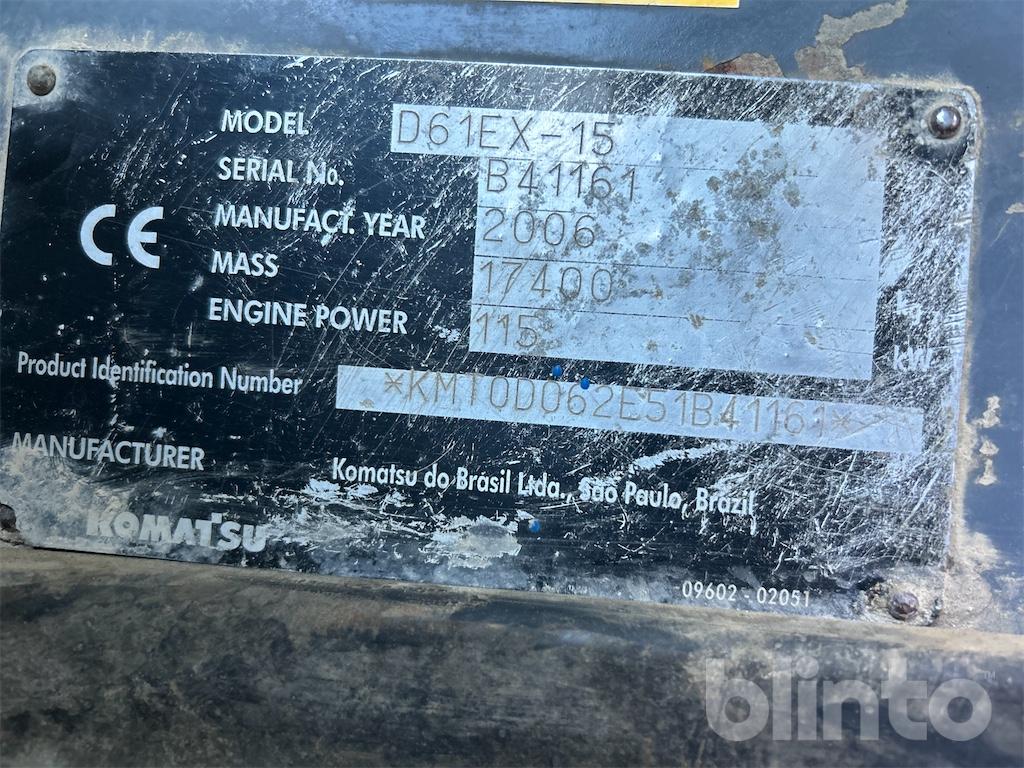 MODEL D61EX-15
SERIAL No. B41161
MANUFACT. YEAR 2006
CE
MASS 17400 kg
ENGINE POWER 115 kW
Product Identification Number *KMT0D062E51B41161*
MANUFACTURER
Komatsu do Brasil Ltda., São Paulo, Brazil
KOMATSU
09602 - 02051
blinto